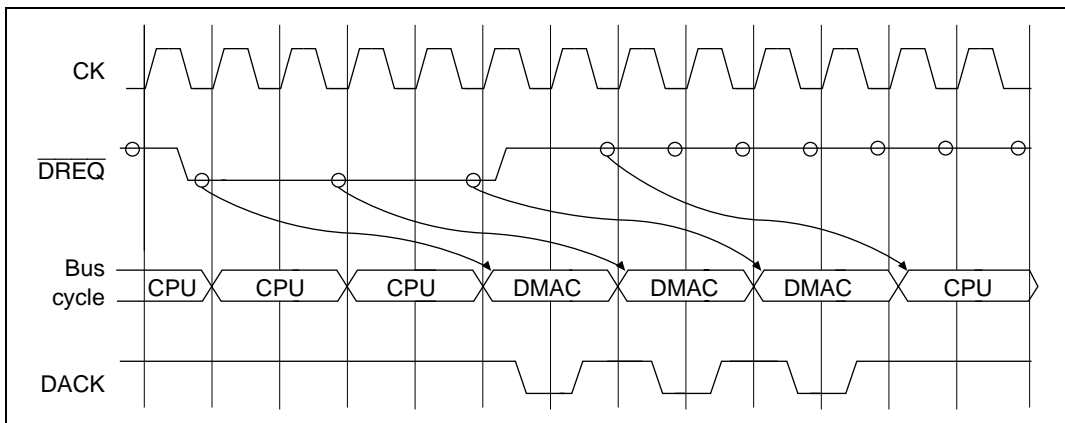 CK
DREQ
Bus cycle
CPU CPU CPU DMAC DMAC DMAC CPU
DACK